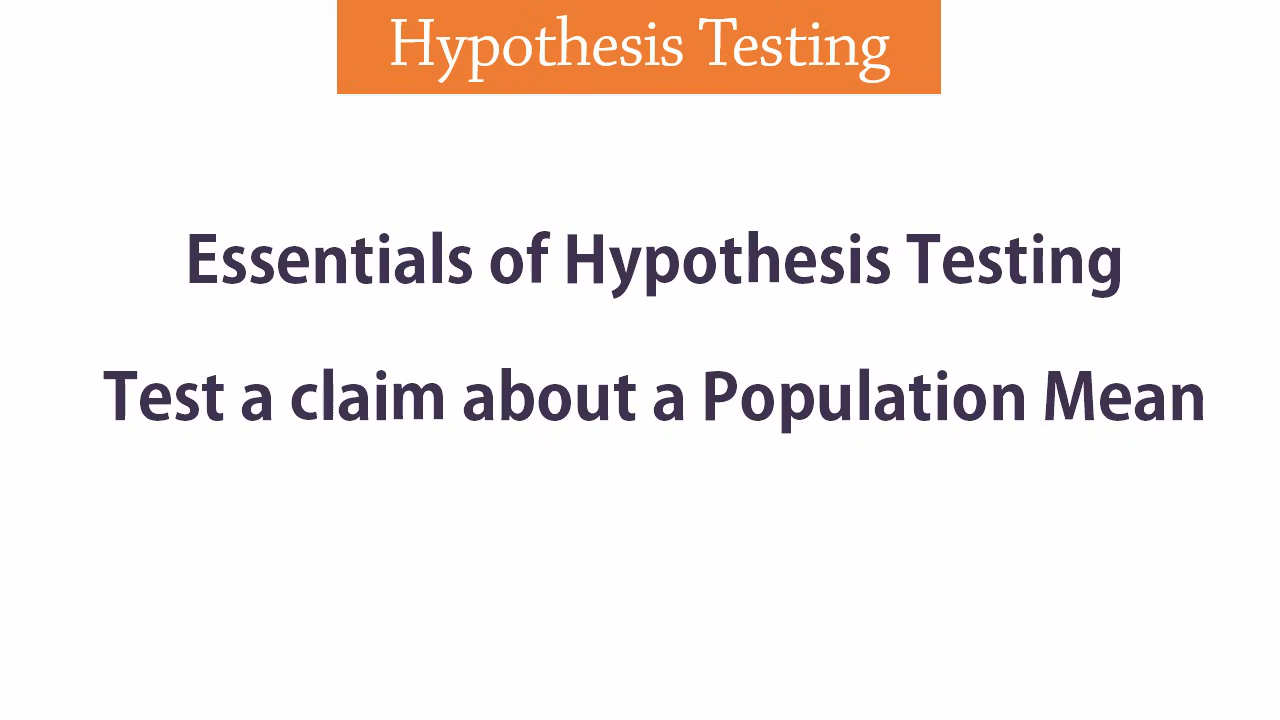 Hypothesis Testing
Essentials of Hypothesis Testing
Test a claim about a Population Mean